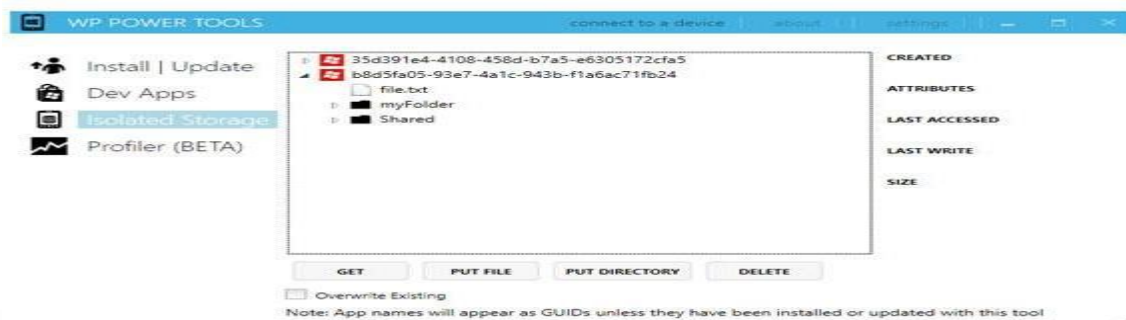 WP POWER TOOLS
connect to a device | about | settings |
Install | Update
Dev Apps
Isolated Storage
Profiler (BETA)
35d391e4-4108-458d-b7a5-e6305172cfa5
b8d5fa05-93e7-4a1c-943b-f1a6ac71fb24
file.txt
myFolder
Shared
CREATED
ATTRIBUTES
LAST ACCESSED
LAST WRITE
SIZE
GET
PUT FILE
PUT DIRECTORY
DELETE
Overwrite Existing
Note: App names will appear as GUIDs unless they have been installed or updated with this tool